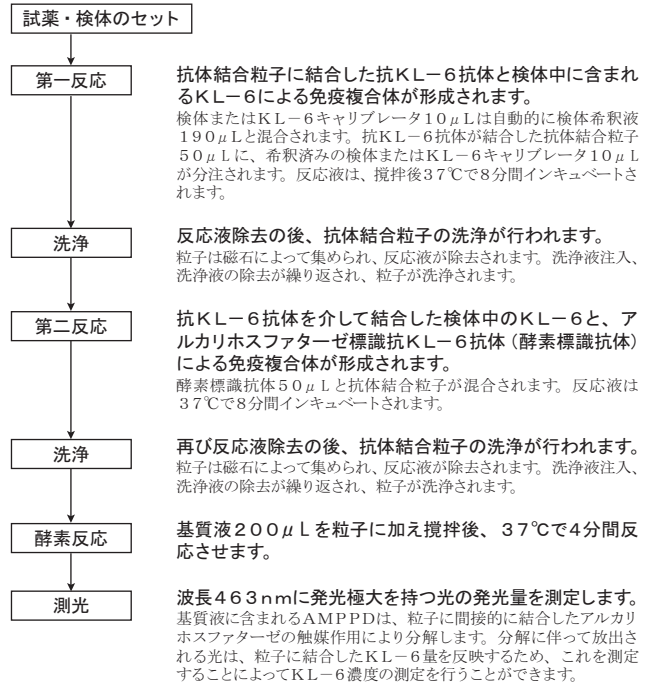 試薬・検体のセット
第一反応
抗体結合粒子に結合した抗KL－6抗体と検体中に含まれ
るKL－6による免疫複合体が形成されます。
検体またはKL－6キャリブレータ10μLは自動的に検体希釈液
190μLと混合されます。抗KL－6抗体が結合した抗体結合粒子
50μLに、希釈済みの検体またはKL－6キャリブレータ10μL
が分注されます。反応液は、撹拌後37℃で8分間インキュベートさ
れます。
洗浄
反応液除去の後、抗体結合粒子の洗浄が行われます。
粒子は磁石によって集められ、反応液が除去されます。洗浄液注入、
洗浄液の除去が繰り返され、粒子が洗浄されます。
第二反応
抗KL－6抗体を介して結合した検体中のKL－6と、ア
ルカリホスファターゼ標識抗KL－6抗体（酵素標識抗体）
による免疫複合体が形成されます。
酵素標識抗体50μLと抗体結合粒子が混合されます。反応液は
37℃で8分間インキュベートされます。
洗浄
再び反応液除去の後、抗体結合粒子の洗浄が行われます。
粒子は磁石によって集められ、反応液が除去されます。洗浄液注入、
洗浄液の除去が繰り返され、粒子が洗浄されます。
酵素反応
基質液200μLを粒子に加え撹拌後、37℃で4分間反
応させます。
測光
波長463nmに発光極大を持つ光の発光量を測定します。
基質液に含まれるAMPPDは、粒子に間接的に結合したアルカリ
ホスファターゼの触媒作用により分解します。分解に伴って放出さ
れる光は、粒子に結合したKL－6量を反映するため、これを測定
することによってKL－6濃度の測定を行うことができます。